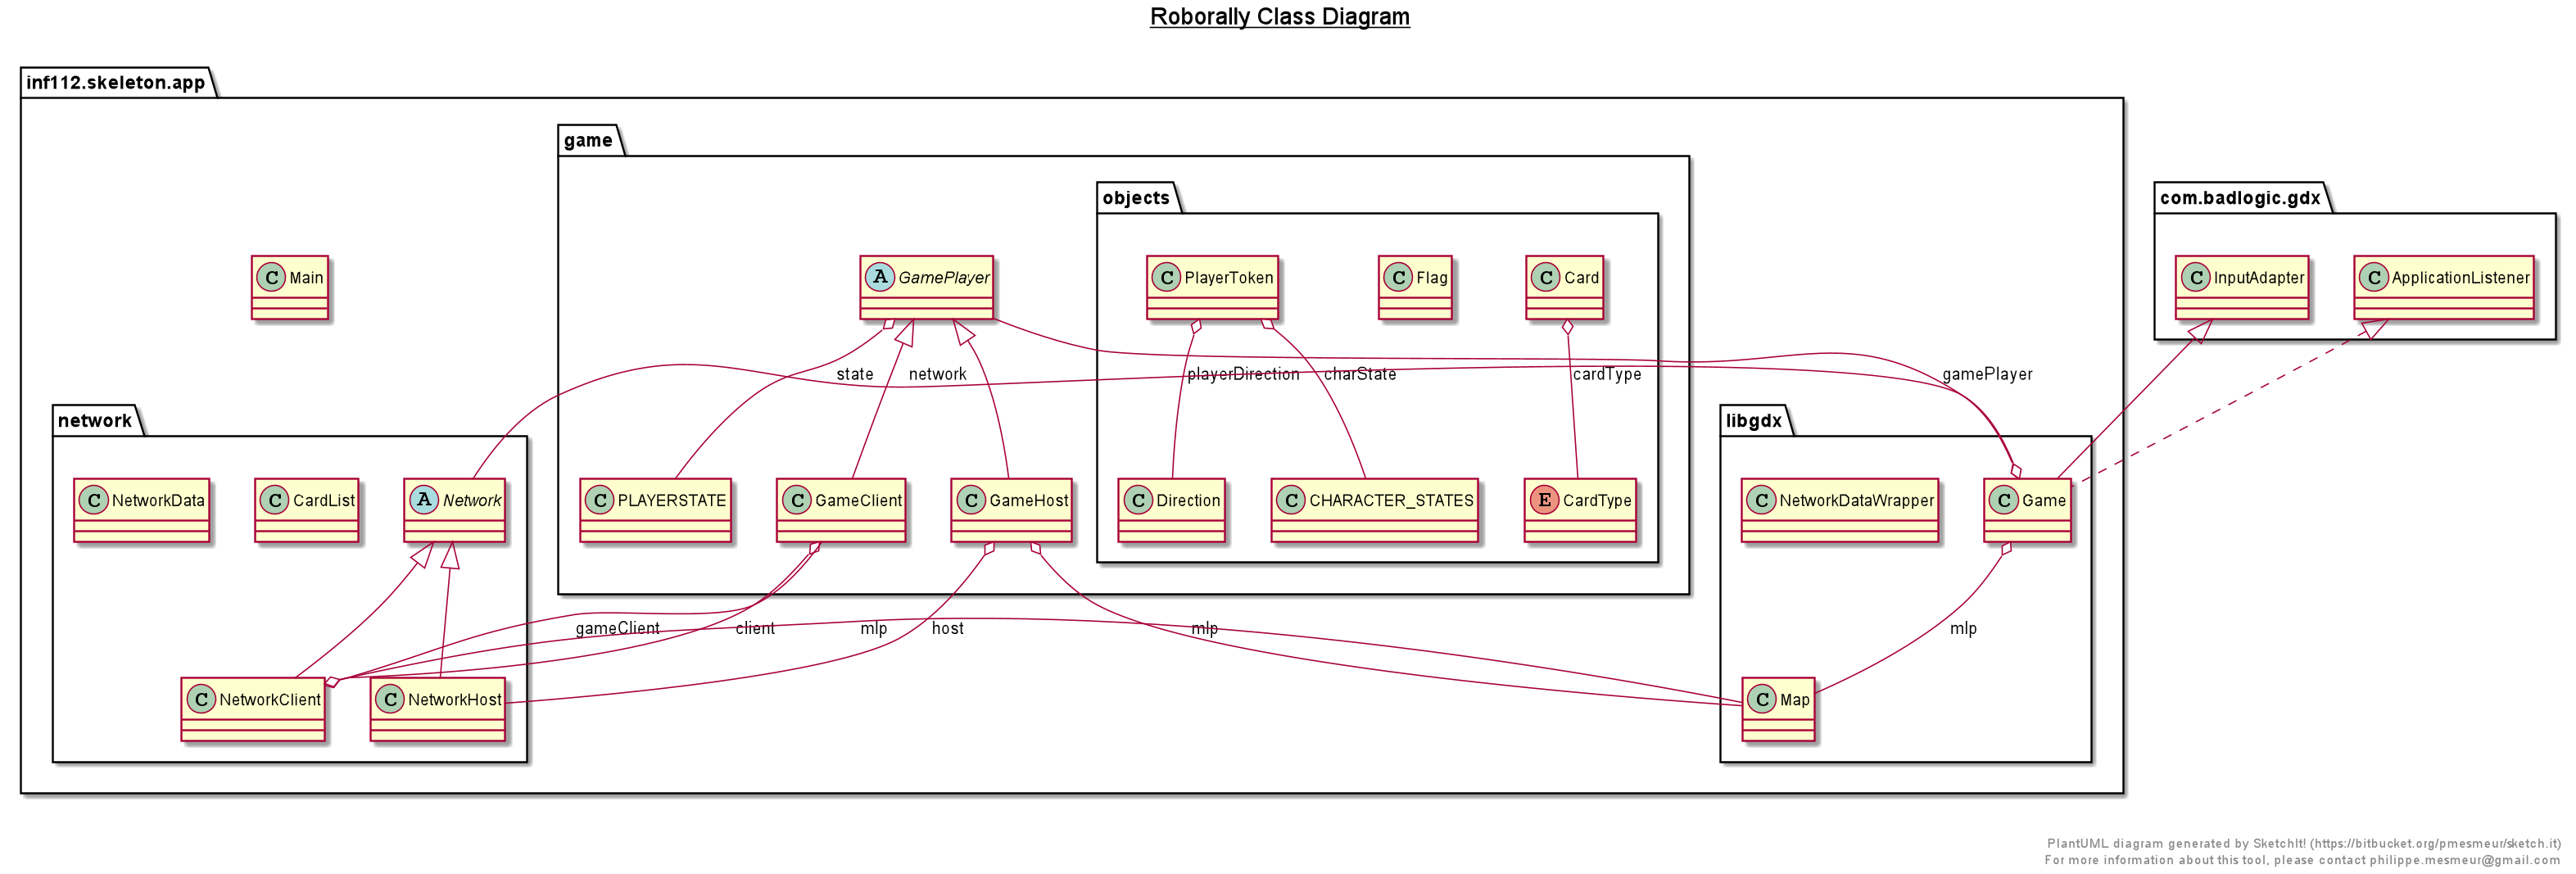 Roborally Class Diagram
inf112.skeleton.app
game
objects
com.badlogic.gdx
C Main
A GamePlayer
C PlayerToken
C Flag
C Card
C InputAdapter
C ApplicationListener
state
network
playerDirection
charState
cardType
gamePlayer
network
libgdx
C NetworkData
C CardList
A Network
C PLAYERSTATE
C GameClient
C GameHost
C Direction
C CHARACTER_STATES
E CardType
C NetworkDataWrapper
C Game
gameClient
client
mlp
host
mlp
mlp
C NetworkClient
C NetworkHost
C Map
PlantUML diagram generated by SketchIt! (https://bitbucket.org/pmesmeur/sketch.it)
For more information about this tool, please contact philippe.mesmeur@gmail.com